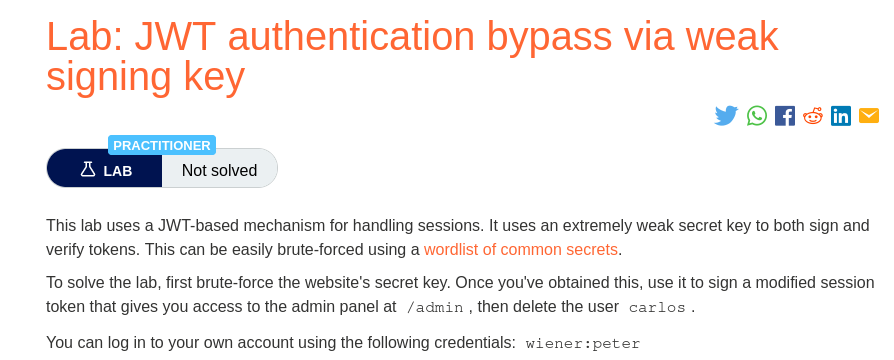 Lab: JWT authentication bypass via weak
signing key
PRACTITIONER
LAB
Not solved
This lab uses a JWT-based mechanism for handling sessions. It uses an extremely weak secret key to both sign and
verify tokens. This can be easily brute-forced using a wordlist of common secrets.
To solve the lab, first brute-force the website's secret key. Once you've obtained this, use it to sign a modified session
token that gives you access to the admin panel at /admin , then delete the user carlos .
You can log in to your own account using the following credentials: wiener:peter